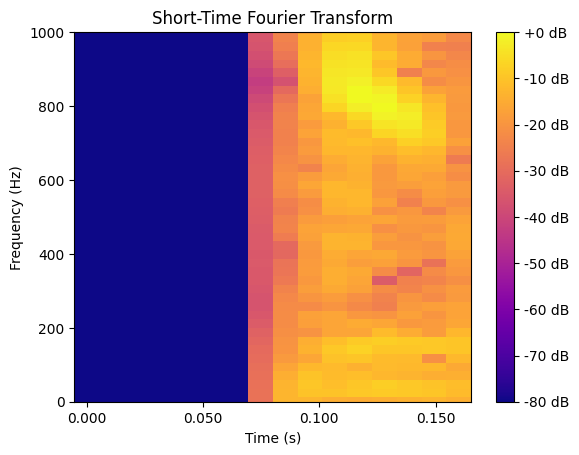 Short-Time Fourier Transform
1000
800
600
400
200
0
Frequency (Hz)
0.000
0.050
0.100
0.150
Time (s)
+0 dB
-10 dB
-20 dB
-30 dB
-40 dB
-50 dB
-60 dB
-70 dB
-80 dB